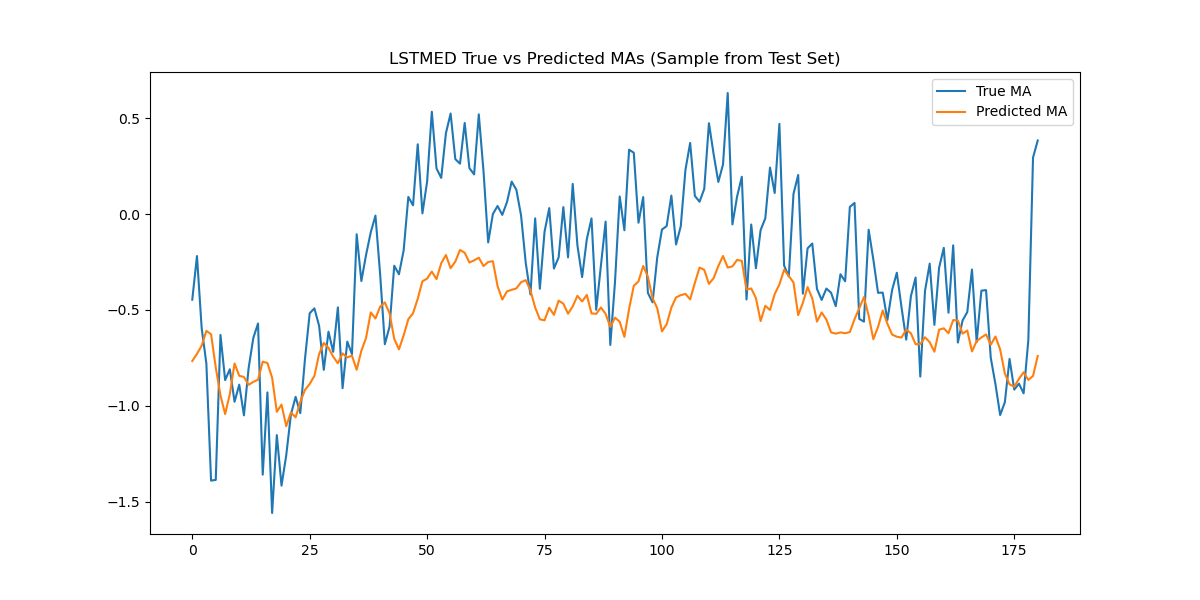 LSTMED True vs Predicted MAs (Sample from Test Set)
True MA
Predicted MA
0.5
0.0
−0.5
−1.0
−1.5
0 25 50 75 100 125 150 175